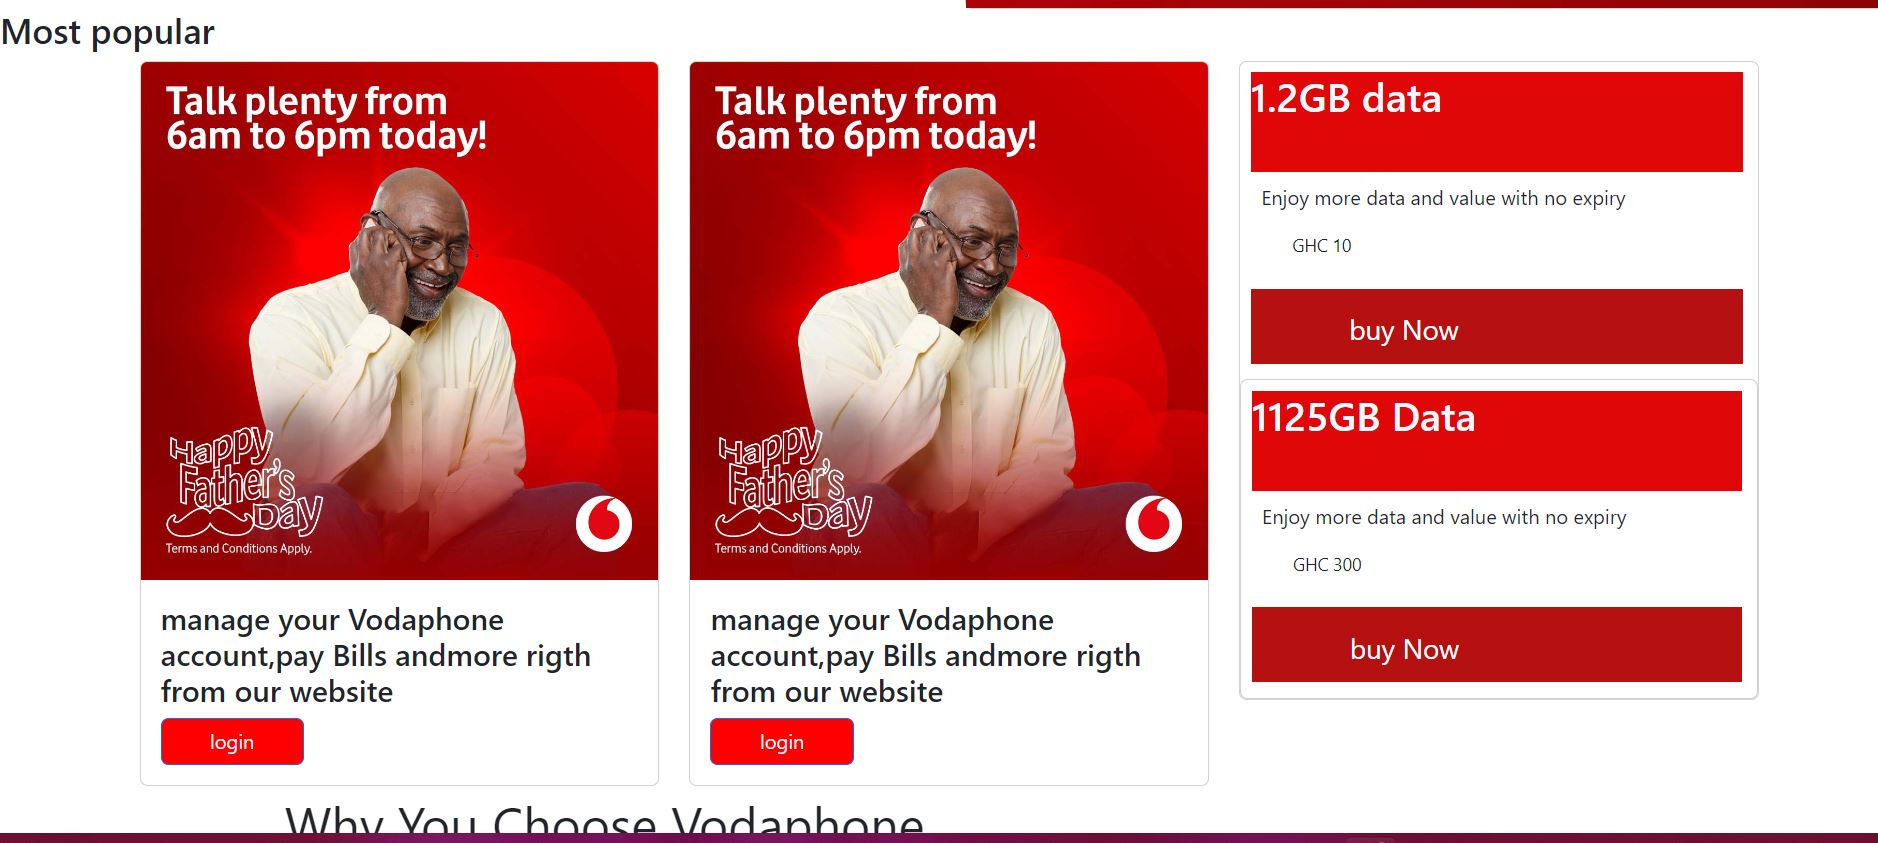 Most popular
Talk plenty from
6am to 6pm today!
Happy
Father's
Day
Terms and Conditions Apply.
manage your Vodaphone
account,pay Bills andmore rigth
from our website
login
Talk plenty from
6am to 6pm today!
Happy
Father's
Day
Terms and Conditions Apply.
manage your Vodaphone
account,pay Bills andmore rigth
from our website
login
1.2GB data
Enjoy more data and value with no expiry
GHC 10
buy Now
1125GB Data
Enjoy more data and value with no expiry
GHC 300
buy Now
Why You Choose Vodaphone